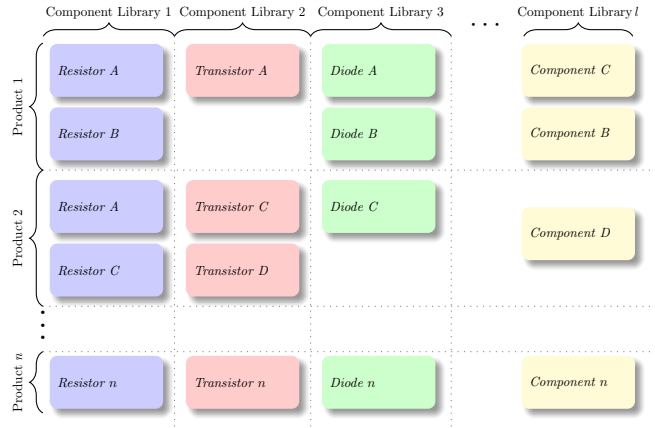 Component Library 1
Component Library 2
Component Library 3
Component Library l
Product 1
Resistor A
Transistor A
Diode A
Component C
Resistor B
Diode B
Component B
Product 2
Resistor A
Transistor C
Diode C
Component D
Resistor C
Transistor D
Product n
Resistor n
Transistor n
Diode n
Component n